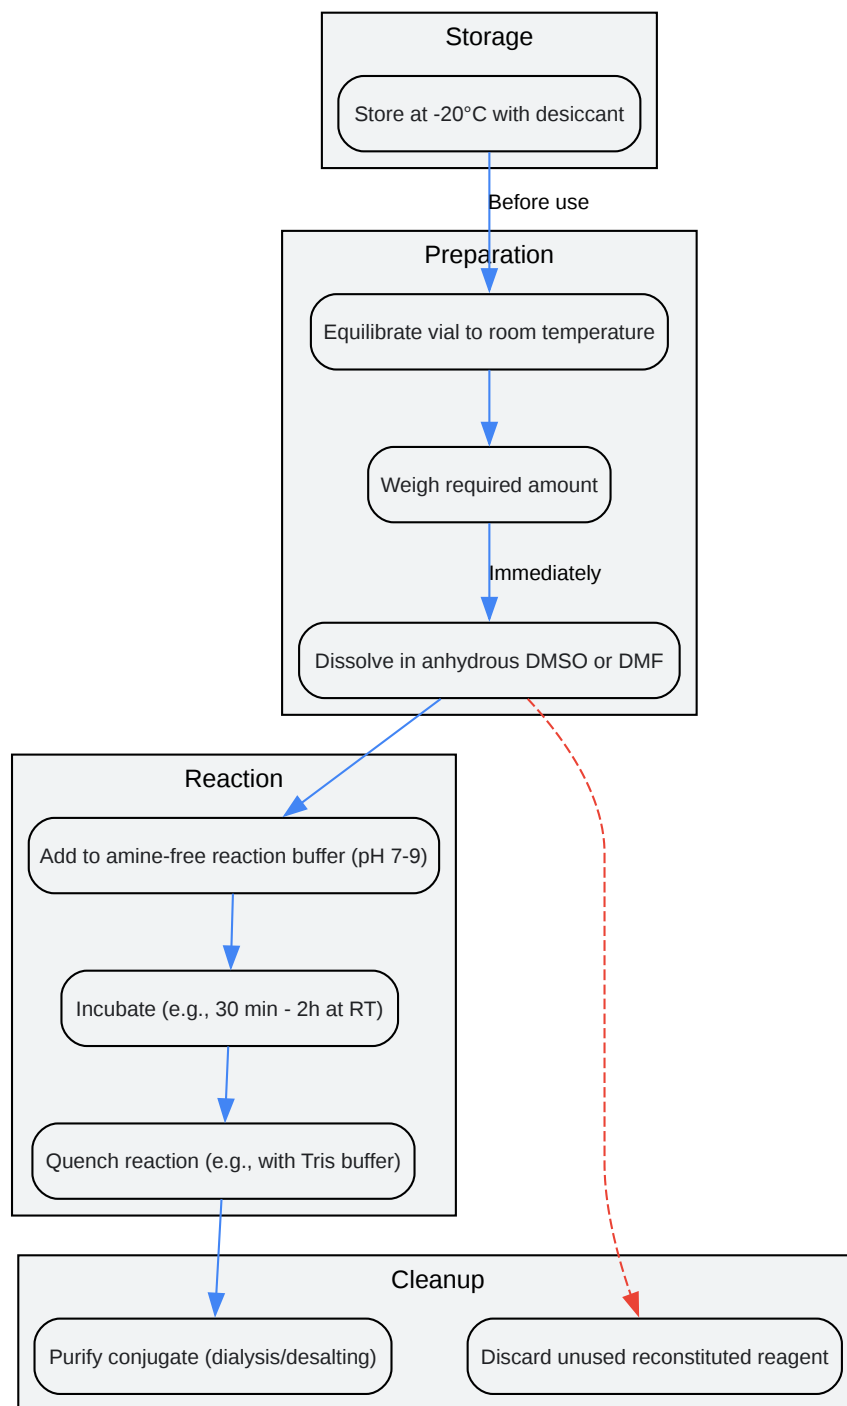 Storage
Store at -20°C with desiccant
Before use
Preparation
Equilibrate vial to room temperature
Weigh required amount
Immediately
Dissolve in anhydrous DMSO or DMF
Reaction
Add to amine-free reaction buffer (pH 7-9)
Incubate (e.g., 30 min - 2h at RT)
Quench reaction (e.g., with Tris buffer)
Cleanup
Purify conjugate (dialysis/desalting)
Discard unused reconstituted reagent